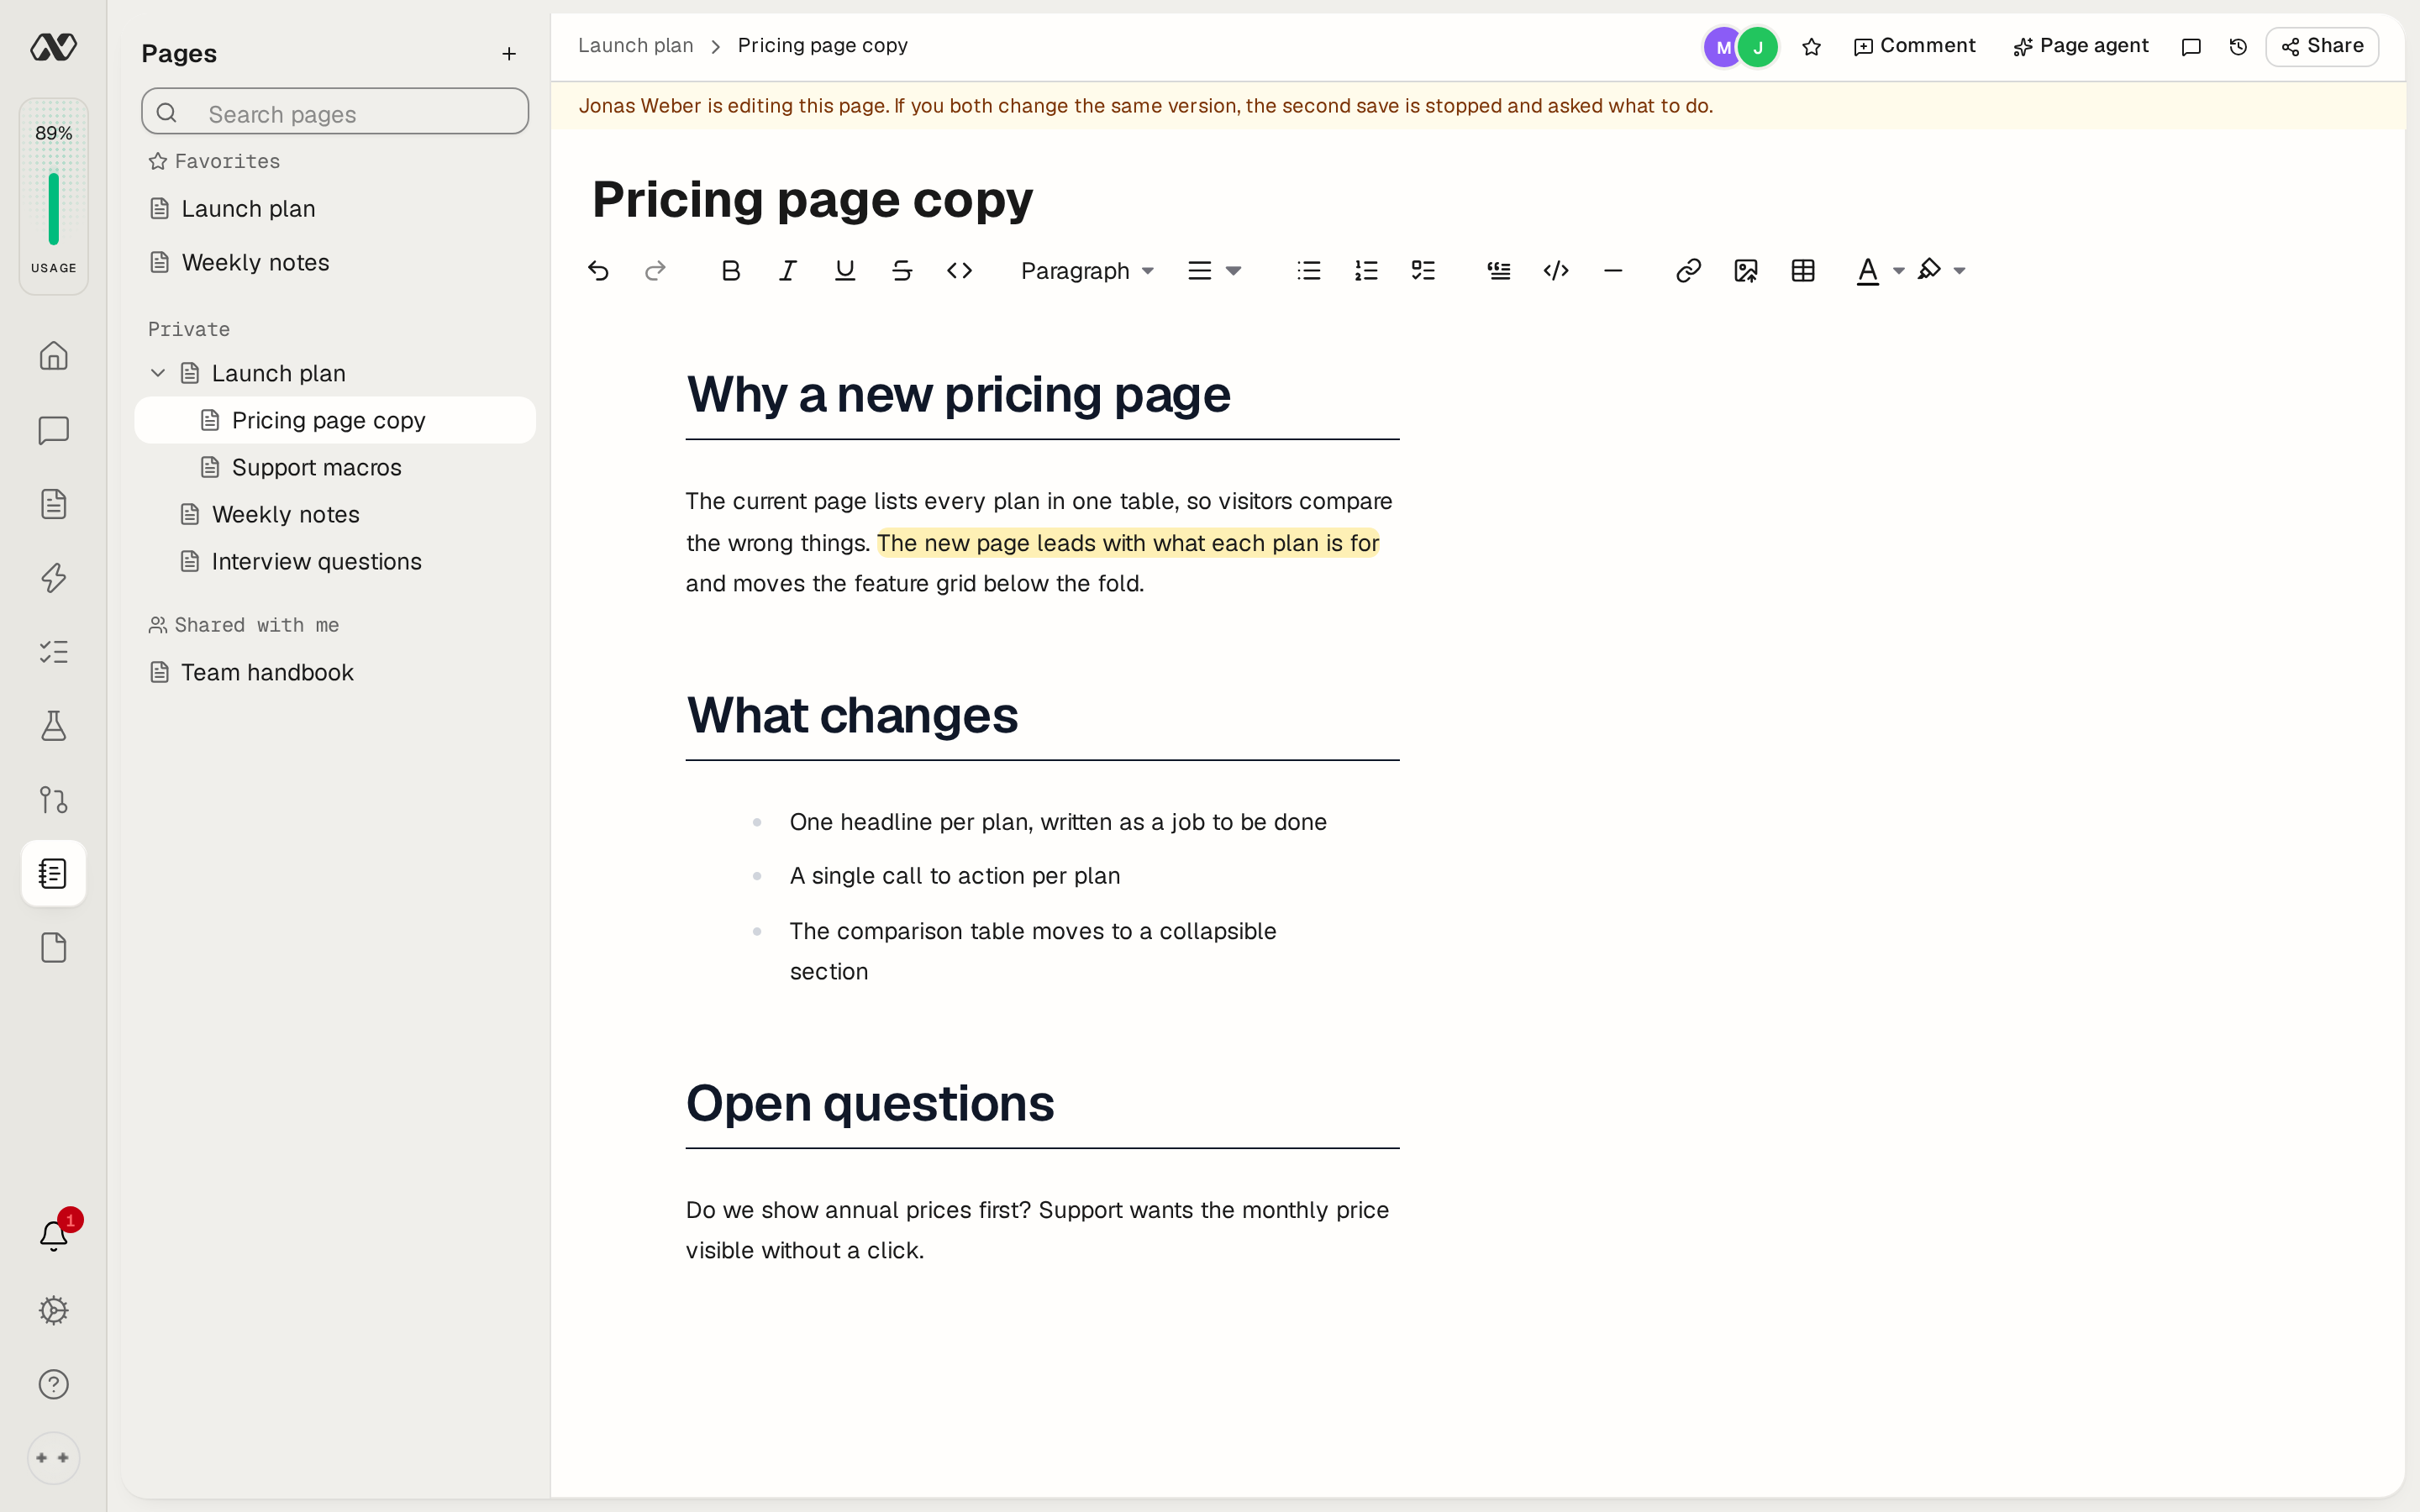 89%
USAGE
1
Pages
Search pages
Favorites
Launch plan
Weekly notes
Private
Launch plan
Pricing page copy
Support macros
Weekly notes
Interview questions
Shared with me
Team handbook
Launch plan > Pricing page copy
M J Comment Page agent Share
Jonas Weber is editing this page. If you both change the same version, the second save is stopped and asked what to do.
Pricing page copy
Paragraph
Why a new pricing page
The current page lists every plan in one table, so visitors compare
the wrong things. The new page leads with what each plan is for
and moves the feature grid below the fold.
What changes
One headline per plan, written as a job to be done
A single call to action per plan
The comparison table moves to a collapsible
section
Open questions
Do we show annual prices first? Support wants the monthly price
visible without a click.